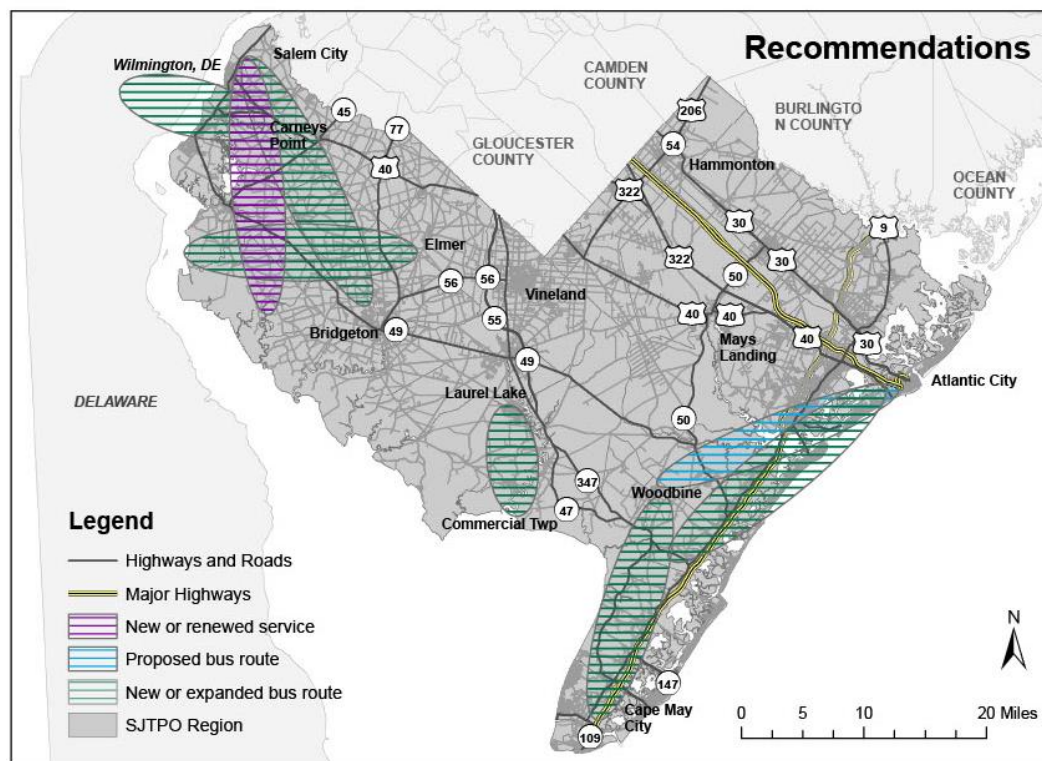 Recommendations
Salem City
Wilmington, DE
CAMDEN
COUNTY
BURLINGTO
N COUNTY
206
45
77
Carneys
Point
GLOUCESTER
COUNTY
54
Hammonton
40
322
OCEAN
COUNTY
30
9
Elmer
322
30
50
56
56
Vineland
55
40
40
Bridgeton
49
Mays
Landing
40
30
49
Laurel Lake
Atlantic City
DELAWARE
50
347
Woodbine
47
Commercial Twp
Legend
Highways and Roads
Major Highways
New or renewed service
Proposed bus route
New or expanded bus route
SJTPO Region
N
147
Cape May
City
109
0
5
10
20 Miles